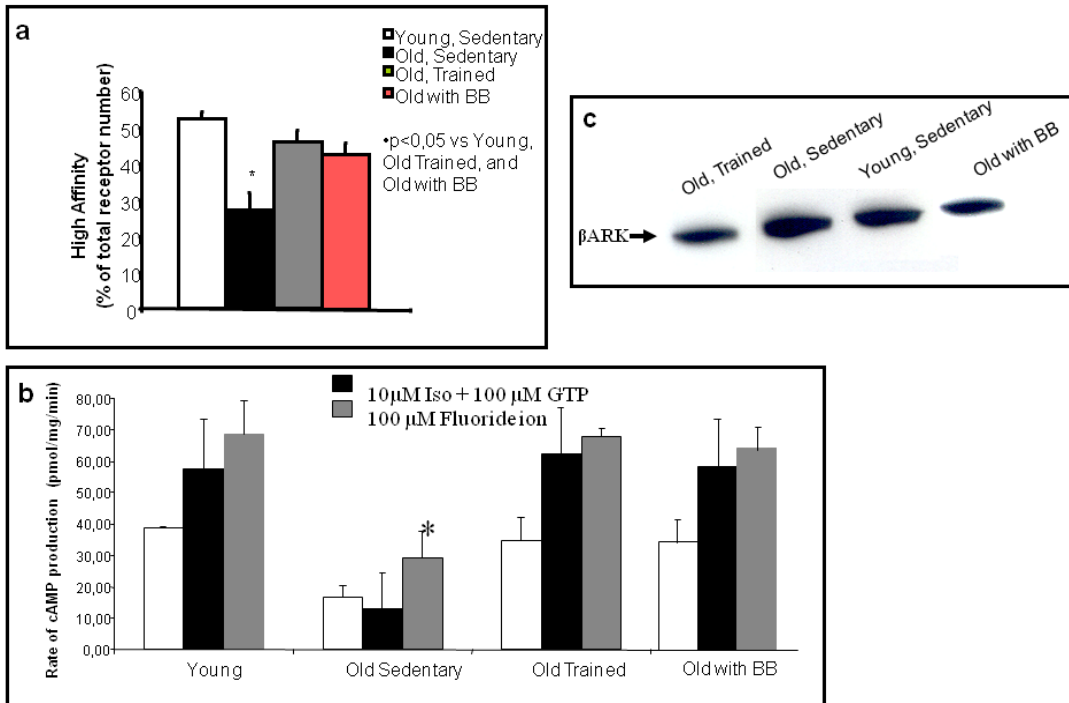 a
Young, Sedentary
Old, Sedentary
Old, Trained
Old with BB
•p<0,05 vs Young,
Old Trained, and
Old with BB
High Affinity
(% of total receptor number)
60
50
40
30
20
10
0
*
c
Old, Trained
Old, Sedentary
Young, Sedentary
Old with BB
βARK
b
10µM Iso + 100 µM GTP
100 µM Fluoride ion
Rate of cAMP production (pmol/mg/min)
80,00
70,00
60,00
50,00
40,00
30,00
20,00
10,00
0,00
*
Young
Old Sedentary
Old Trained
Old with BB